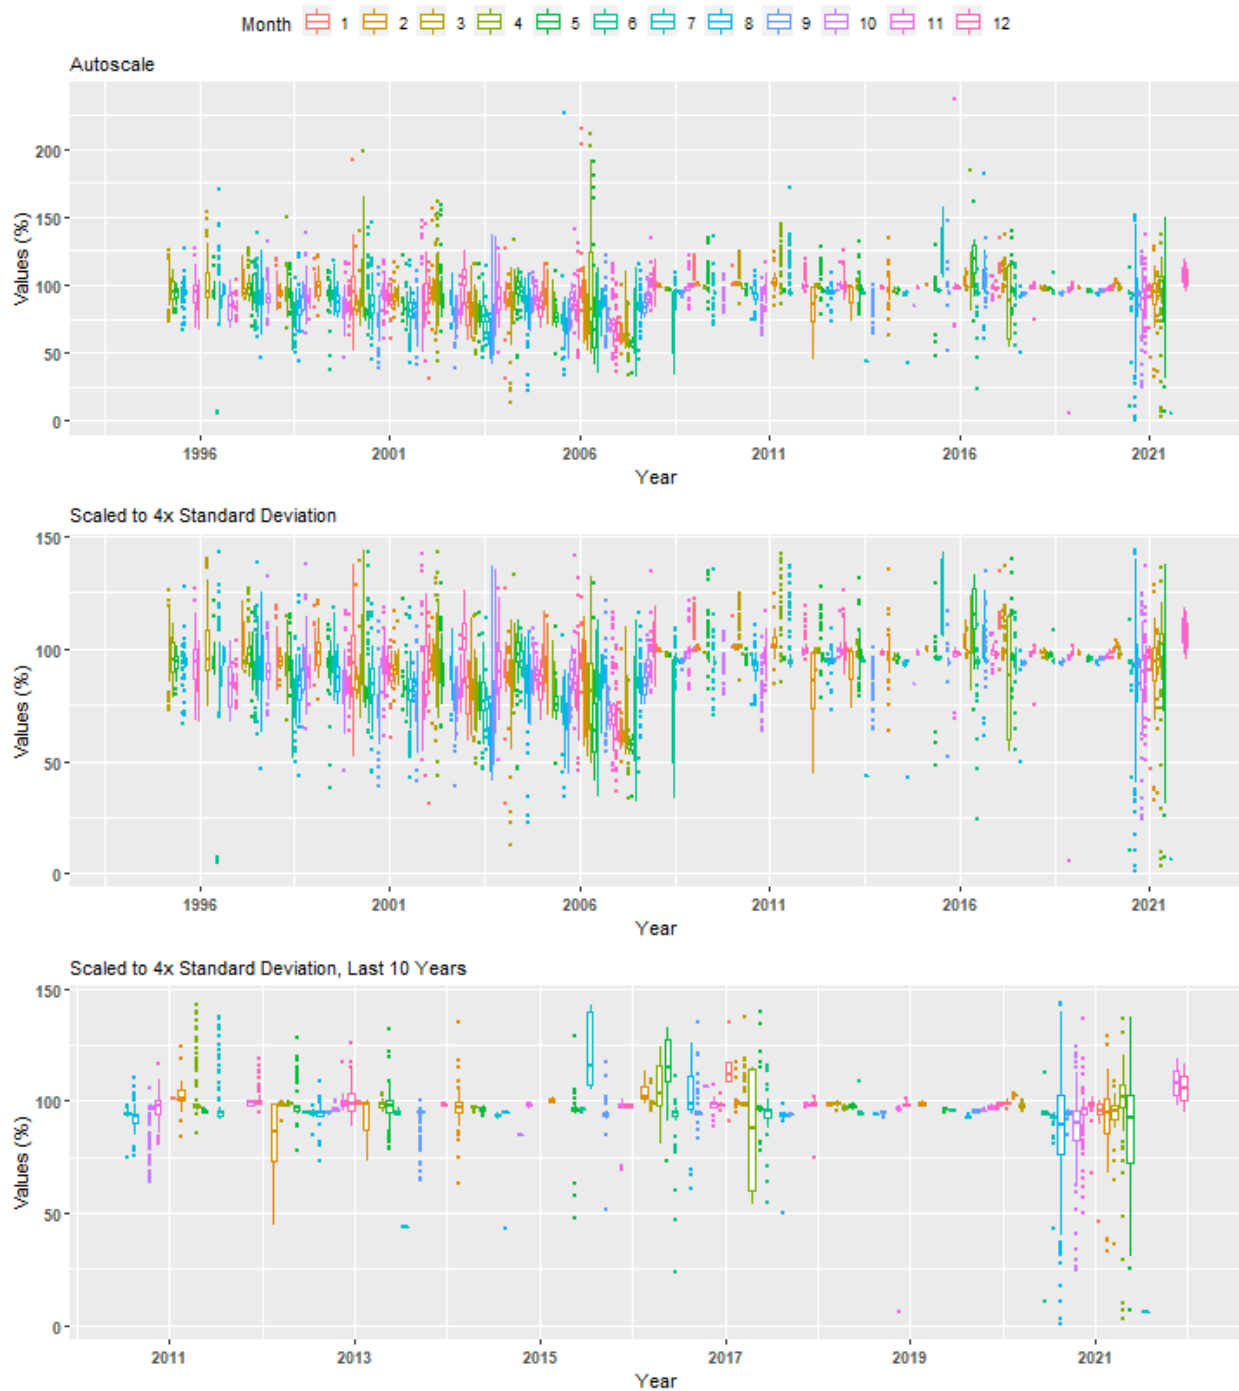 Month 1 2 3 4 5 6 7 8 9 10 11 12
Autoscale
Values (%)
200
150
100
50
0
1996 2001 2006 2011 2016 2021
Year
Scaled to 4x Standard Deviation
Values (%)
150
100
50
0
1996 2001 2006 2011 2016 2021
Year
Scaled to 4x Standard Deviation, Last 10 Years
Values (%)
150
100
50
0
2011 2013 2015 2017 2019 2021
Year